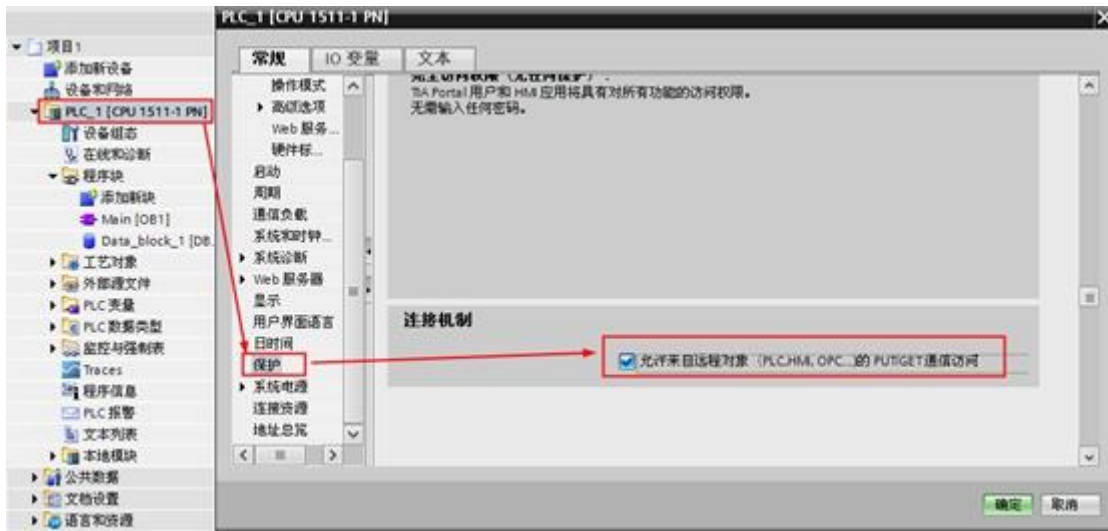 PLC_1 [CPU 1511-1 PN]
项目1
添加新设备
设备和网络
PLC_1 [CPU 1511-1 PN]
设备组态
在线和诊断
程序块
添加新块
Main [OB1]
Data_block_1 [DB.
工艺对象
外部源文件
PLC 变量
PLC 数据类型
监控与强制表
Traces
程序信息
PLC 报警
文本列表
本地模块
公共数据
文档设置
语言和资源
常规
IO 变量
文本
操作模式
高级选项
Web 服务...
硬件标...
启动
周期
通信负载
系统和时钟...
系统诊断
Web 服务器
显示
用户界面语言
日时间
保护
系统电源
连接资源
地址总览
完全访问权限（无任何保护）：
TIA Portal 用户和 HMI 应用将具有对所有功能的访问权限。
无需输入任何密码。
连接机制
允许来自远程对象（PLC,HMI, OPC...)的 PUT/GET通信访问
确定
取消